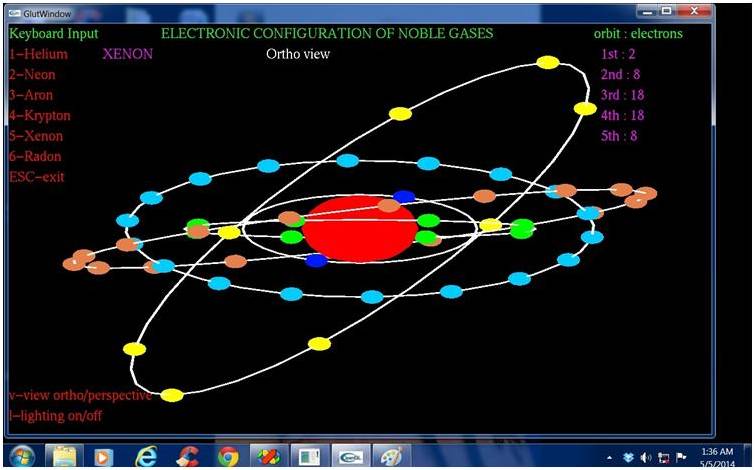 GlutWindow
Keyboard Input
ELECTRONIC CONFIGURATION OF NOBLE GASES
orbit : electrons
1-Helium
XENON
Ortho view
1st : 2
2-Neon
2nd : 8
3-Aron
3rd : 18
4-Krypton
4th : 18
5-Xenon
5th : 8
6-Radon
ESC-exit
v-view ortho/perspective
l-lighting on/off
1:36 AM
5/5/2014